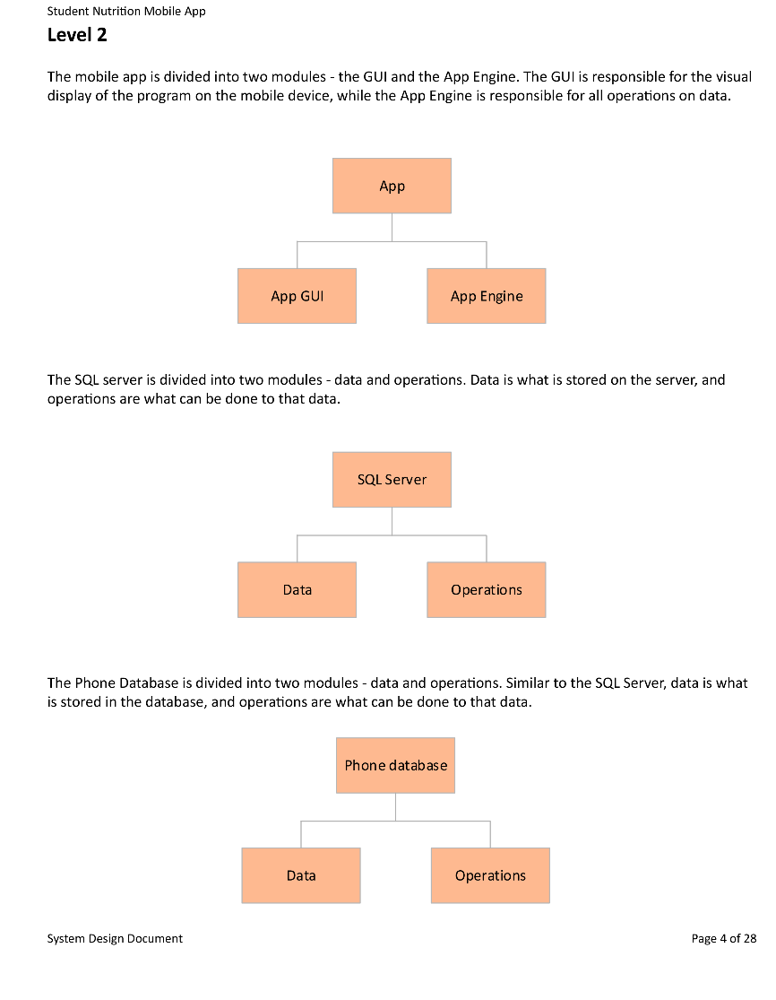 Student Nutrition Mobile App
Level 2
The mobile app is divided into two modules - the GUI and the App Engine. The GUI is responsible for the visual
display of the program on the mobile device, while the App Engine is responsible for all operations on data.
App
App GUI
App Engine
The SQL server is divided into two modules - data and operations. Data is what is stored on the server, and
operations are what can be done to that data.
SQL Server
Data
Operations
The Phone Database is divided into two modules - data and operations. Similar to the SQL Server, data is what
is stored in the database, and operations are what can be done to that data.
Phone database
Data
Operations
System Design Document
Page 4 of 28